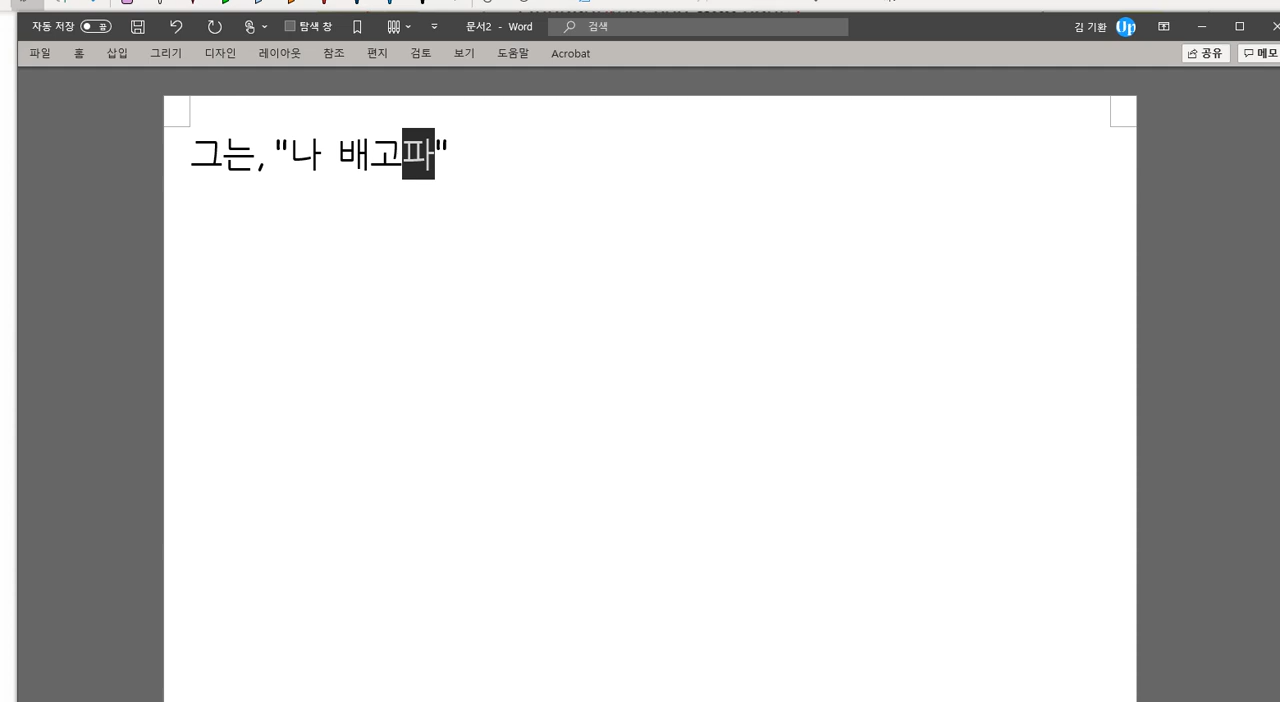 자동 저장 끔 탐색 창 문서2 - Word 검색 김 기환 Up
파일 홈 삽입 그리기 디자인 레이아웃 참조 편지 검토 보기 도움말 Acrobat 공유 메모
그는, "나 배고파"